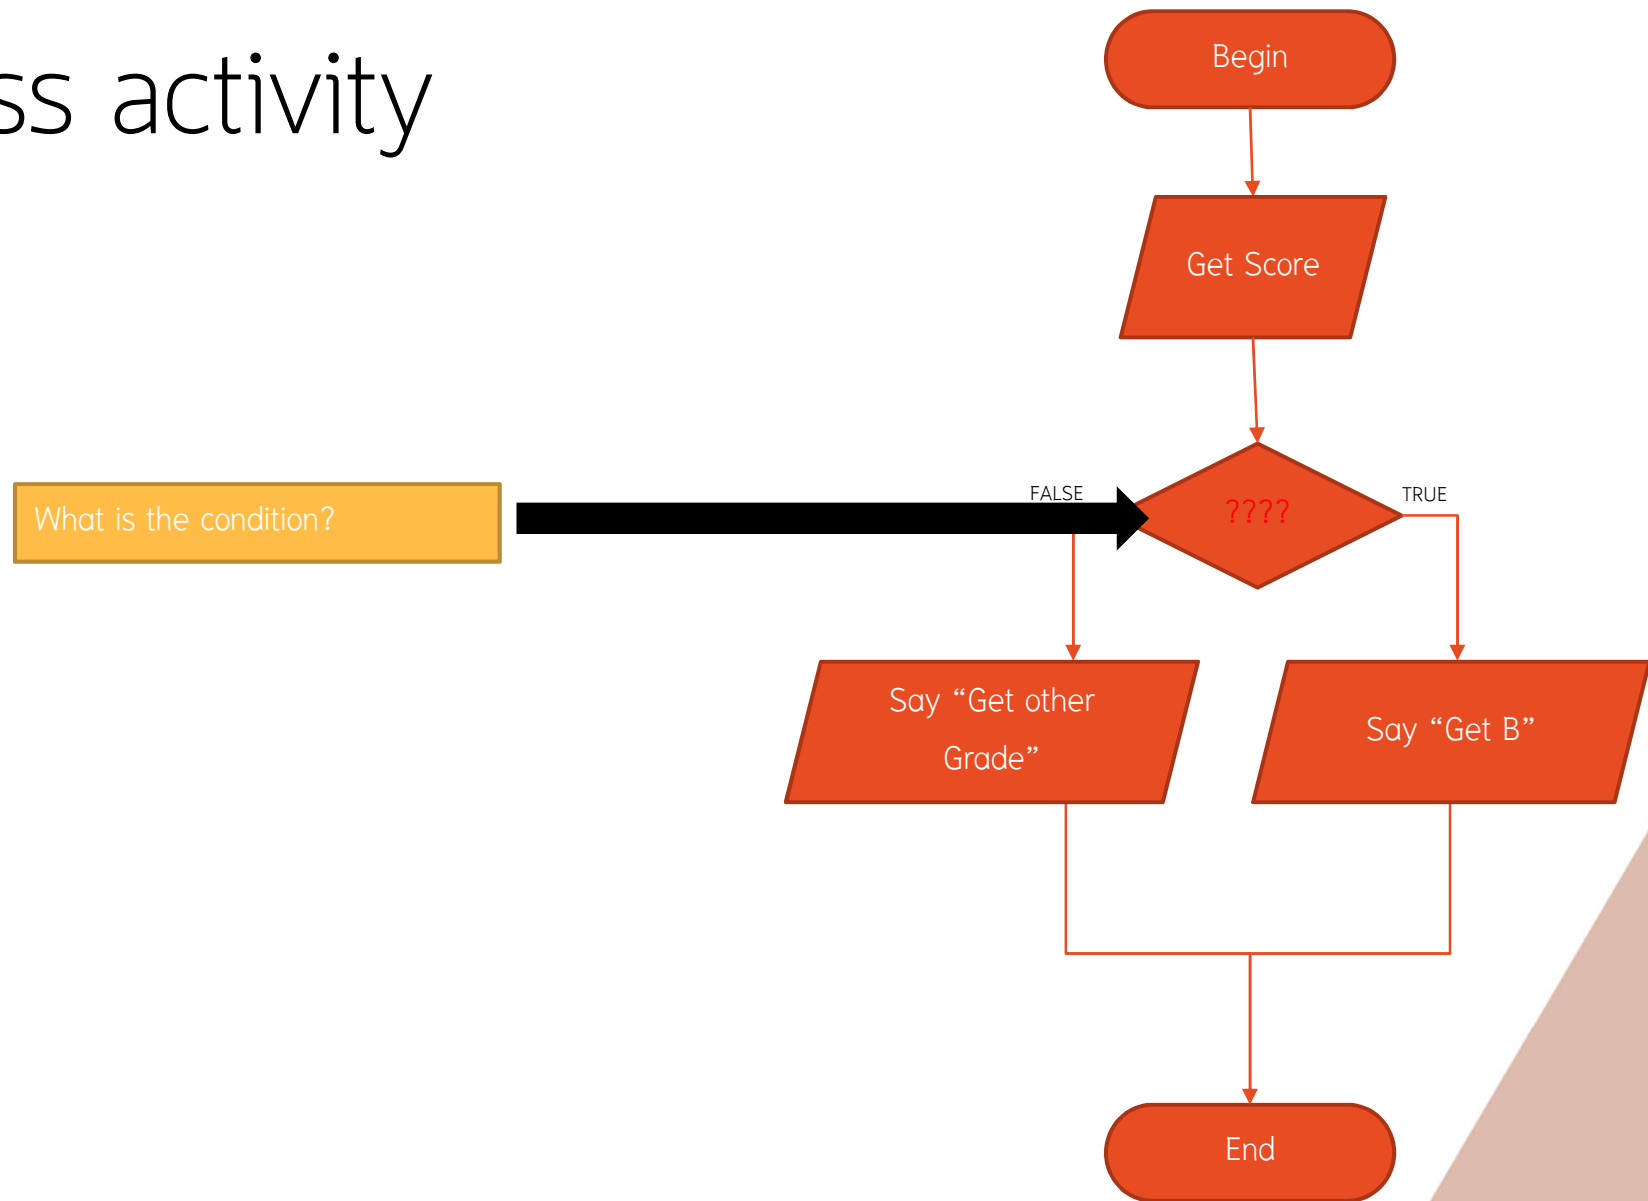 ss activity
Begin
Get Score
What is the condition?
FALSE
????
TRUE
Say “Get other
Grade”
Say “Get B”
End